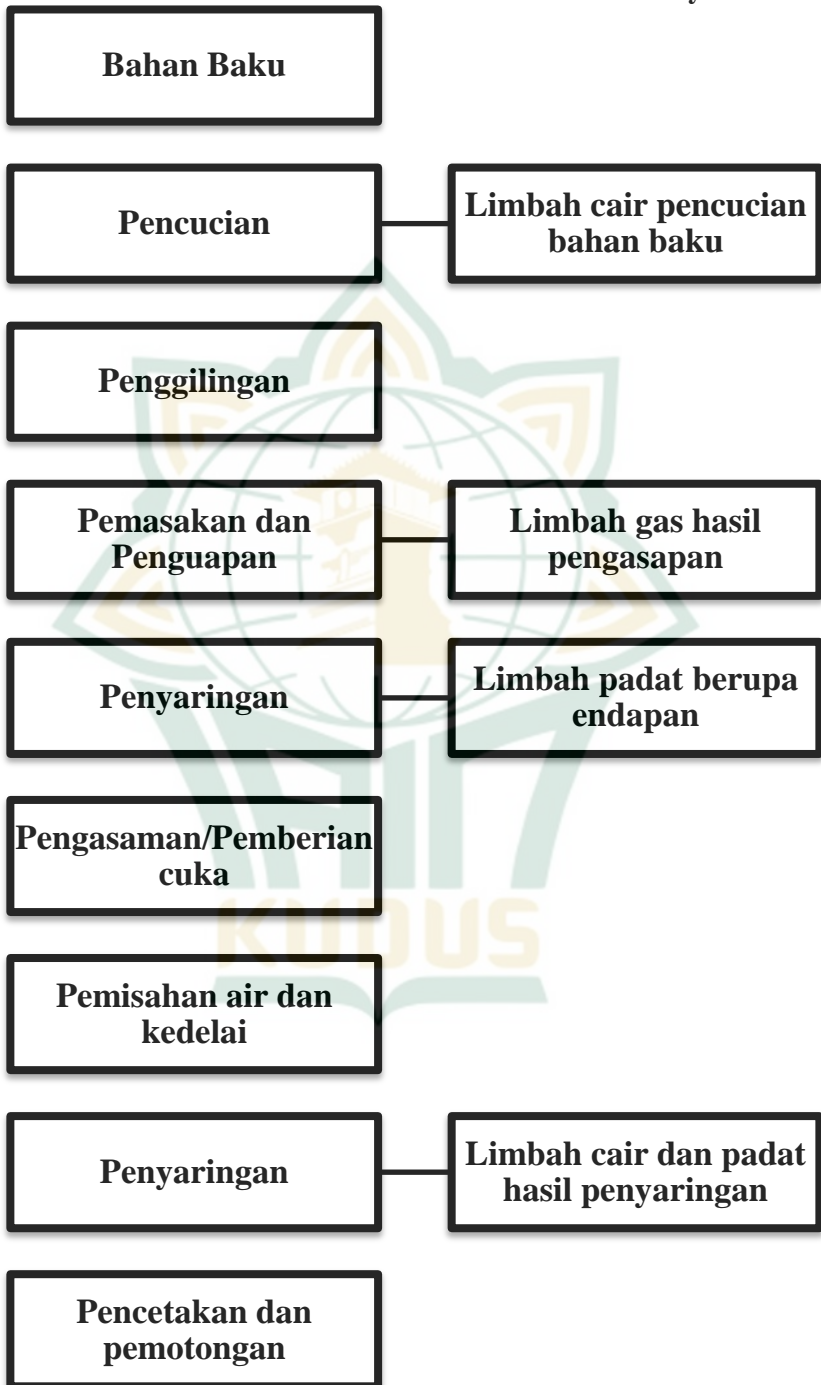 Bahan Baku
Pencucian
Limbah cair pencucian
bahan baku
Penggilingan
Pemasakan dan
Penguapan
Limbah gas hasil
pengasapan
Penyaringan
Limbah padat berupa
endapan
Pengasaman/Pemberian
cuka
KUDUS
Pemisahan air dan
kedelai
Penyaringan
Limbah cair dan padat
hasil penyaringan
Pencetakan dan
pemotongan